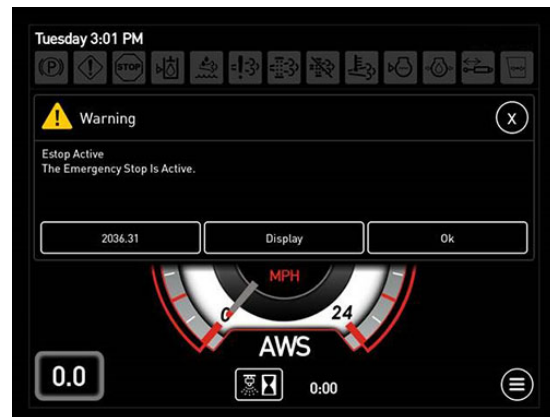 Tuesday 3:01 PM
STOP
Warning
X
Estop Active
The Emergency Stop Is Active.
2036.31 Display Ok
MPH
0 24
AWS
0.0 0:00